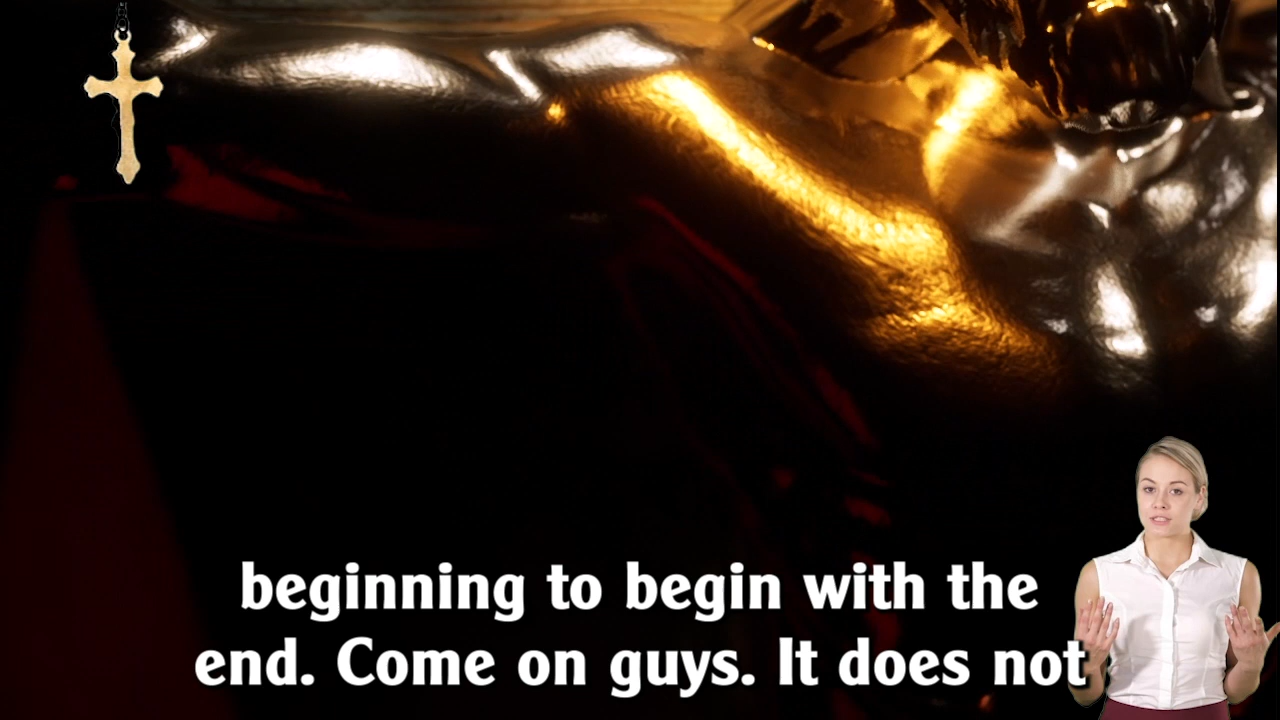 beginning to begin with the
end. Come on guys. It does not